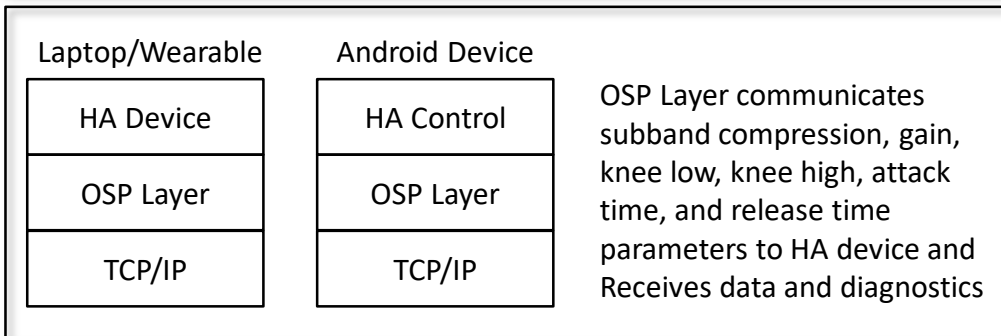 Laptop/Wearable
HA Device
OSP Layer
TCP/IP
Android Device
HA Control
OSP Layer
TCP/IP
OSP Layer communicates
subband compression, gain,
knee low, knee high, attack
time, and release time
parameters to HA device and
Receives data and diagnostics